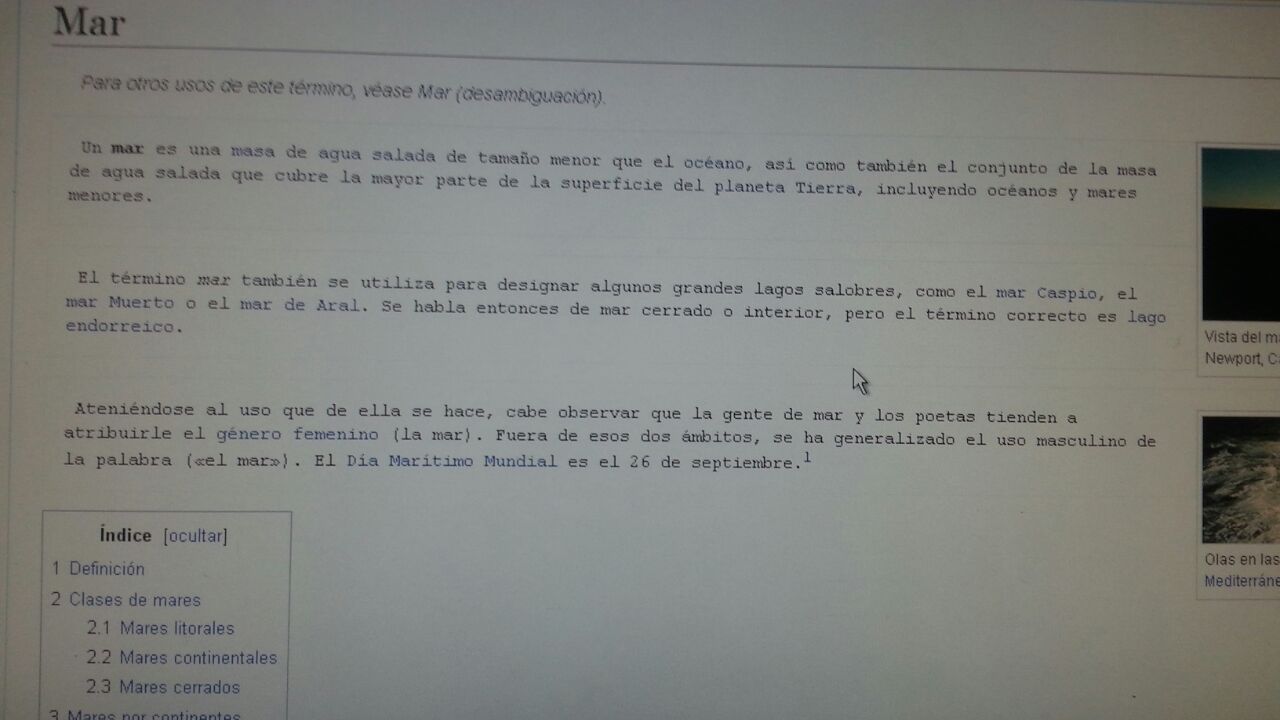 Mar
Para otros usos de este término, véase Mar (desambiguación).
Un mar es una masa de agua salada de tamaño menor que el océano, así como también el conjunto de la masa
de agua salada que cubre la mayor parte de la superficie del planeta Tierra, incluyendo océanos y mares
menores.
El término mar también se utiliza para designar algunos grandes lagos salobres, como el mar Caspio, el
mar Muerto o el mar de Aral. Se habla entonces de mar cerrado o interior, pero el término correcto es lago
endorreico.
Ateniéndose al uso que de ella se hace, cabe observar que la gente de mar y los poetas tienden a
atribuirle el género femenino (la mar). Fuera de esos dos ámbitos, se ha generalizado el uso masculino de
la palabra («el mar»). El Día Marítimo Mundial es el 26 de septiembre.1
Índice [ocultar]
1 Definición
2 Clases de mares
2.1 Mares litorales
2.2 Mares continentales
2.3 Mares cerrados
3 Mares por continentes
Vista del m
Newport, C
Olas en las
Mediterráne